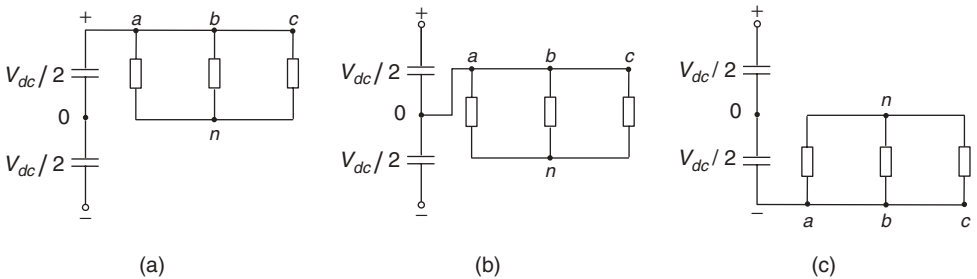 + a b c
V_dc / 2
0
V_dc / 2
n
–
(a)
+
V_dc / 2
a b c
0
V_dc / 2
n
–
(b)
+
V_dc / 2
0
n
V_dc / 2
–
a b c
(c)